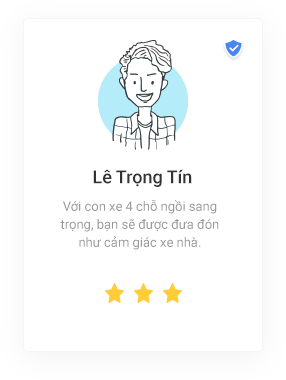 Lê Trọng Tín
Với con xe 4 chỗ ngồi sang
trọng, bạn sẽ được đưa đón
như cảm giác xe nhà.